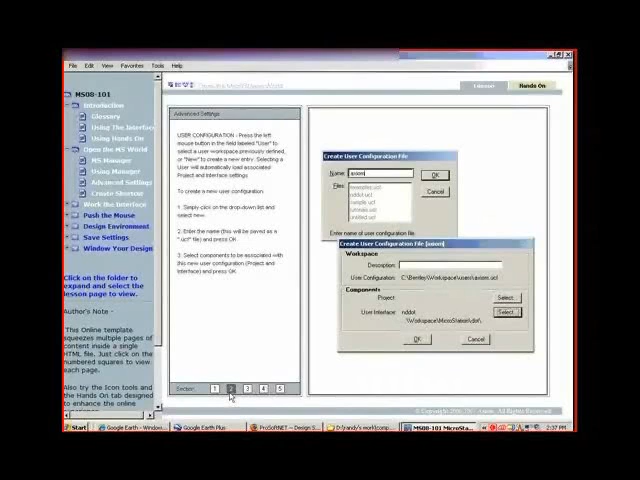 File Edit View Favorites Tools Help
MS08-101
Introduction
Glossary
Using The Interface
Using Hands On
Open the MS World
MS Manager
Using Manager
Advanced Settings
Create Shortcut
Work the Interface
Push the Mouse
Design Environment
Save Settings
Window Your Design
Click on the folder to
expand and select the
lesson page to view.
Author's Note -
This Online template
squeezes multiple pages of
content inside a single
HTML file. Just click on the
numbered squares to view
each page.
Also try the Icon tools and
the Hands On tab designed
to enhance the online
Hands On
Advanced Settings
USER CONFIGURATION - Press the left
mouse button in the field labeled "User" to
select a user workspace previously defined,
or "New" to create a new entry. Selecting a
User will automatically load associated
Project and Interface settings
To create a new user configuration:
1. Simply click on the drop-down list and
select new.
2. Enter the name (this will be saved as a
".ucf" file) and press OK.
3. Select components to be associated with
this new user configuration (Project and
Interface) and press OK
Section: 1 2 3 4 5
Create User Configuration File
Name: axiom
OK
Files:
Cancel
examples.ucf
nddot.ucf
untitled.ucf
Enter name of user configuration file.
Create User Configuration File [axiom]
Workspace
Description:
User Configuration: C:\Bentley\Workspace\users\axiom.ucf
Components
Project: Select...
User Interface: nddot Select...
OK Cancel
Start
Google Earth - Window...
Google Earth Plus
ProSoftNET -- Design S...
D:\randy's work\comp...
MS08-101 MicroSta...
2:37 PM